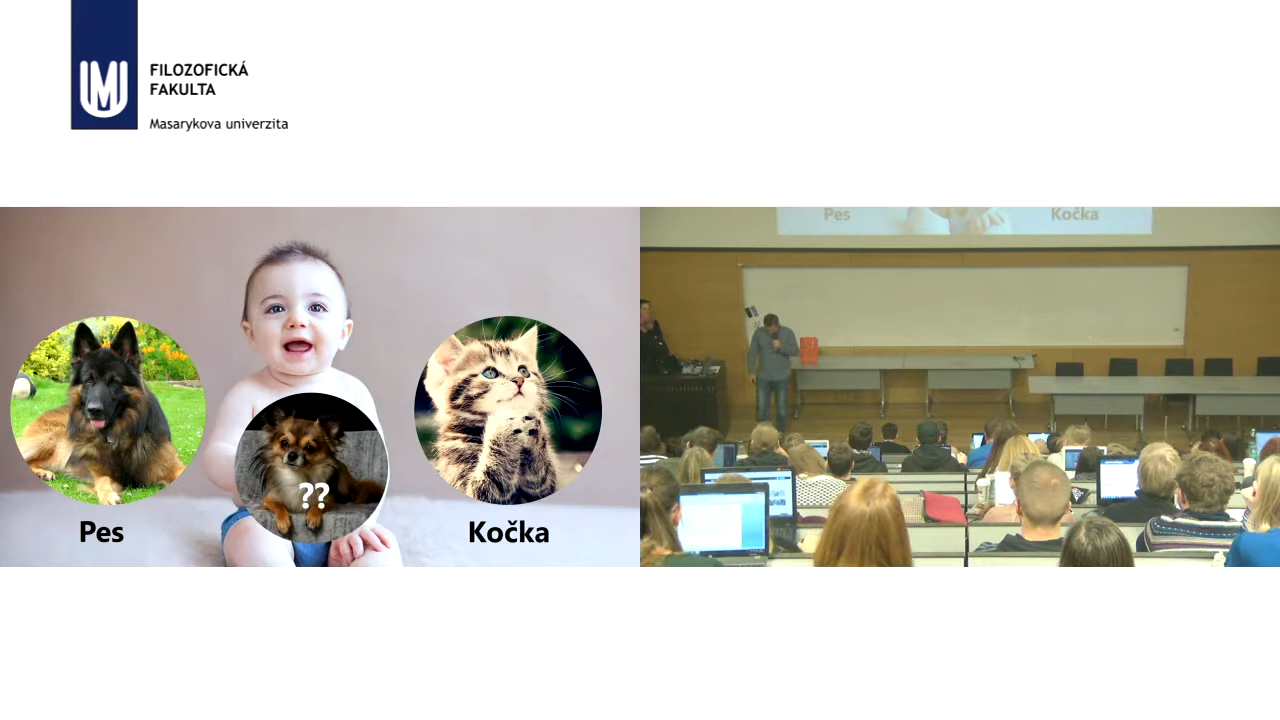 FILOZOFICKÁ
FAKULTA
Masarykova univerzita
Pes
??
Kočka
Pes
Kočka